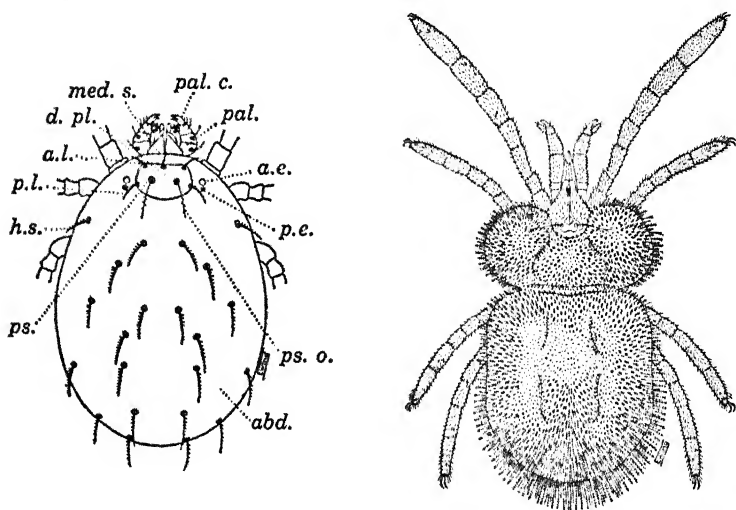 med. s.
pal. c.
d. pl.
pal.
a.l.
a.e.
p.l.
h.s.
p.e.
ps.
ps. o.
abd.